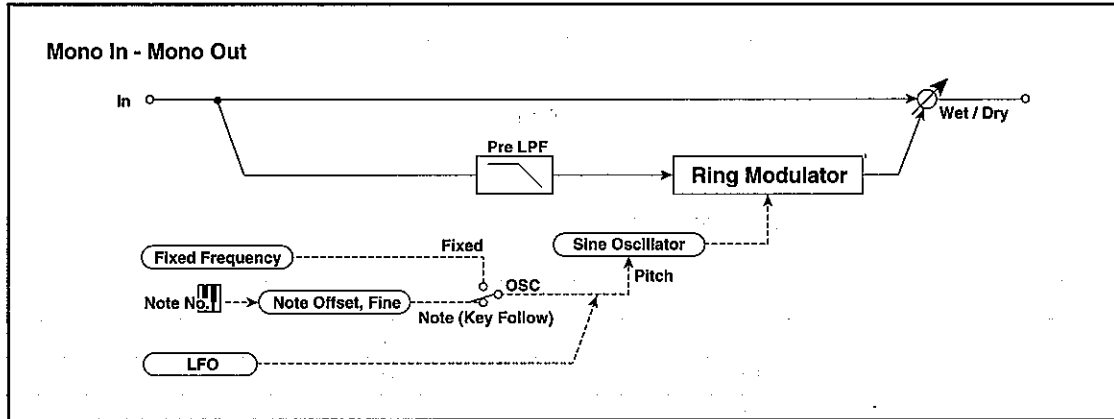 Mono In - Mono Out
In
Wet / Dry
Pre LPF
Ring Modulator
Fixed Frequency
Fixed
Sine Oscillator
OSC
Pitch
Note No.
Note Offset, Fine
Note (Key Follow)
LFO